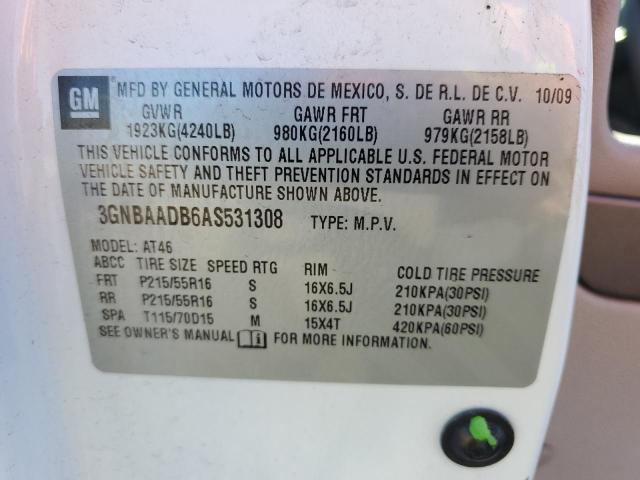 GM
MFD BY GENERAL MOTORS DE MEXICO, S. DE R.L. DE C.V. 10/09
GVWR GAWR FRT GAWR RR
1923KG(4240LB) 980KG(2160LB) 979KG(2158LB)
THIS VEHICLE CONFORMS TO ALL APPLICABLE U.S. FEDERAL MOTOR
VEHICLE SAFETY AND THEFT PREVENTION STANDARDS IN EFFECT ON
THE DATE OF MANUFACTURE SHOWN ABOVE.
3GNBAADB6AS531308 TYPE: M.P.V.
MODEL: AT46
ABCC TIRE SIZE SPEED RTG RIM COLD TIRE PRESSURE
FRT P215/55R16 S 16X6.5J 210KPA(30PSI)
RR P215/55R16 S 16X6.5J 210KPA(30PSI)
SPA T115/70D15 M 15X4T 420KPA(60PSI)
SEE OWNER'S MANUAL i FOR MORE INFORMATION.